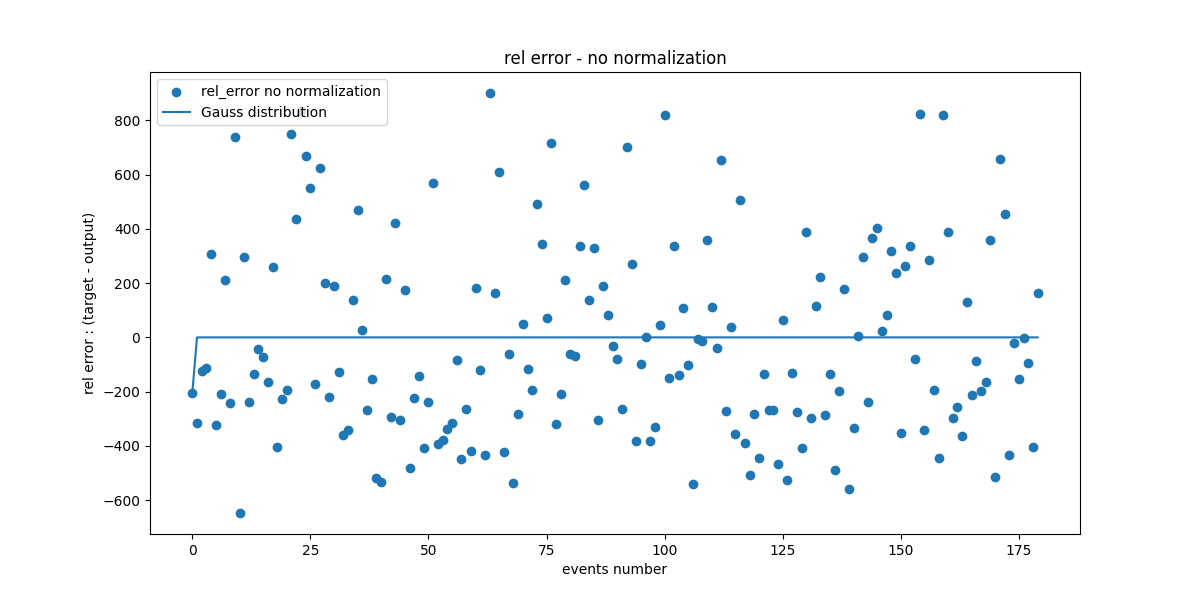 rel error - no normalization
rel_error no normalization
Gauss distribution
rel error : (target - output)
800
600
400
200
0
−200
−400
−600
0 25 50 75 100 125 150 175
events number